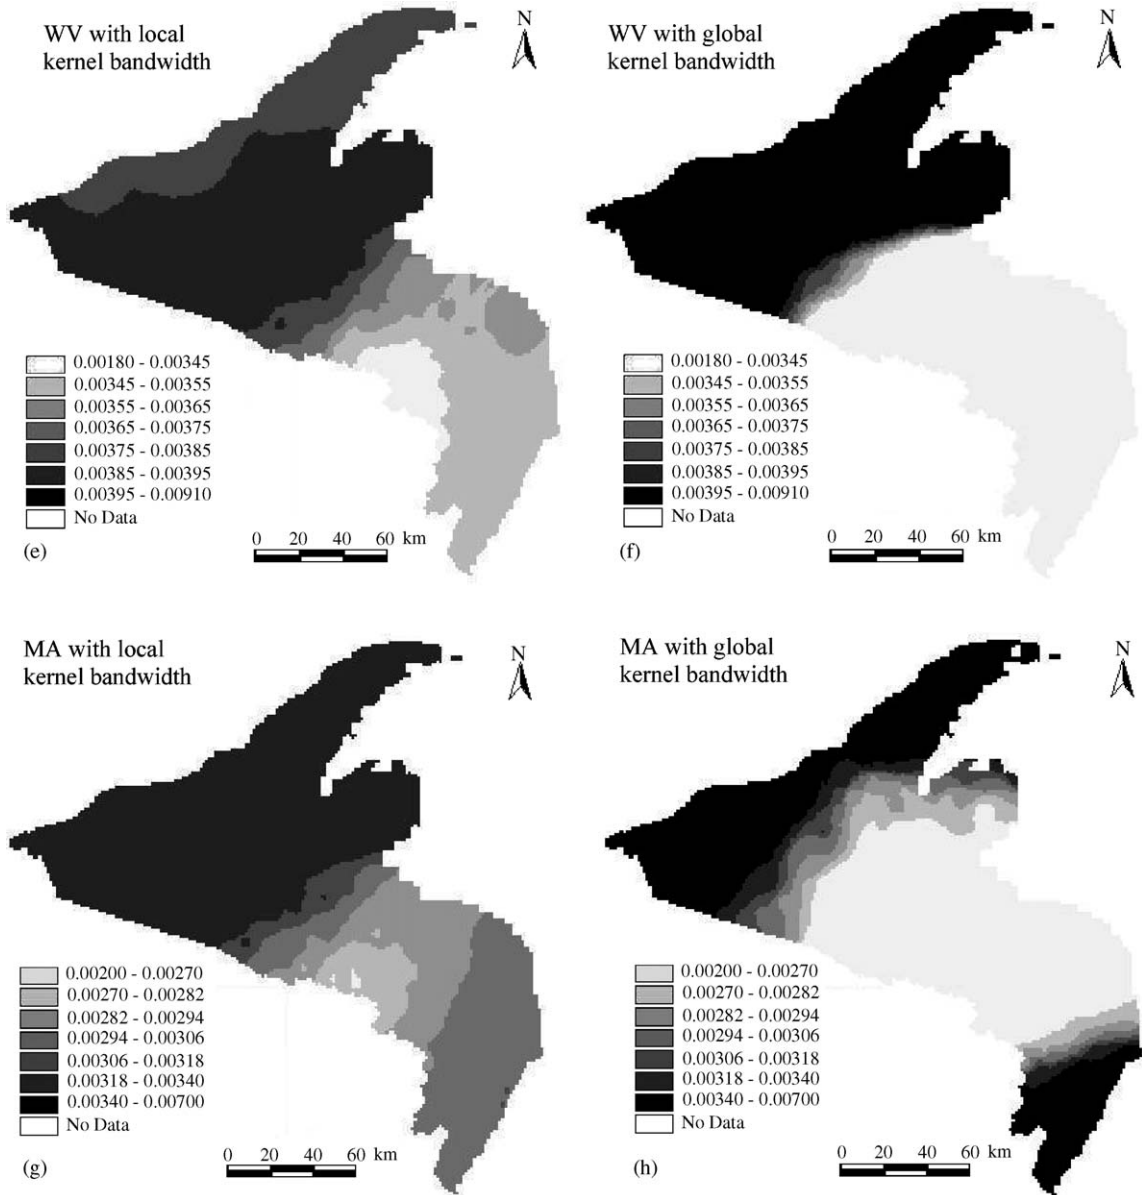 WV with local
kernel bandwidth
N
0.00180 - 0.00345
0.00345 - 0.00355
0.00355 - 0.00365
0.00365 - 0.00375
0.00375 - 0.00385
0.00385 - 0.00395
0.00395 - 0.00910
No Data
0 20 40 60 km
(e)
WV with global
kernel bandwidth
N
0.00180 - 0.00345
0.00345 - 0.00355
0.00355 - 0.00365
0.00365 - 0.00375
0.00375 - 0.00385
0.00385 - 0.00395
0.00395 - 0.00910
No Data
0 20 40 60 km
(f)
MA with local
kernel bandwidth
N
0.00200 - 0.00270
0.00270 - 0.00282
0.00282 - 0.00294
0.00294 - 0.00306
0.00306 - 0.00318
0.00318 - 0.00340
0.00340 - 0.00700
No Data
0 20 40 60 km
(g)
MA with global
kernel bandwidth
N
0.00200 - 0.00270
0.00270 - 0.00282
0.00282 - 0.00294
0.00294 - 0.00306
0.00306 - 0.00318
0.00318 - 0.00340
0.00340 - 0.00700
No Data
0 20 40 60 km
(h)